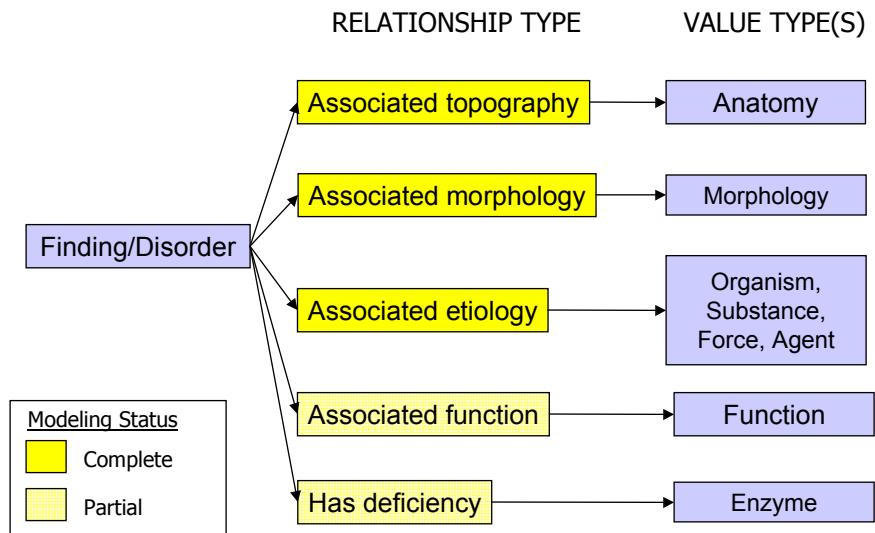 RELATIONSHIP TYPE
VALUE TYPE(S)
Associated topography
Anatomy
Associated morphology
Morphology
Finding/Disorder
Associated etiology
Organism,
Substance,
Force, Agent
Associated function
Function
Has deficiency
Enzyme
Modeling Status
Complete
Partial